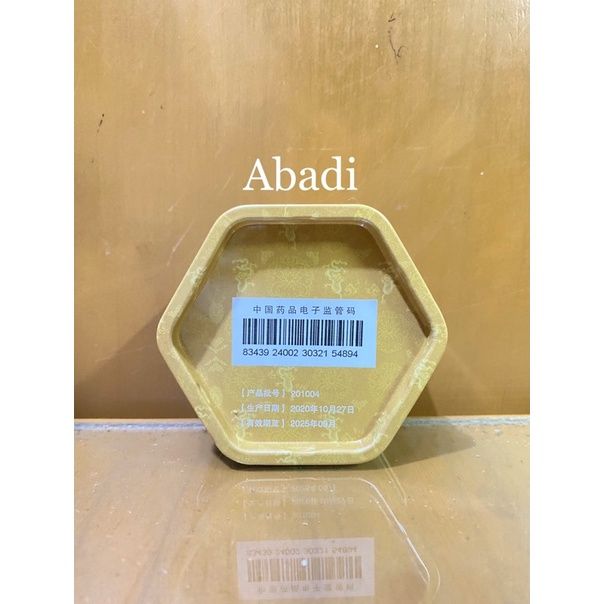 Abadi
中国药品电子监管码
83439 24002 30321 54894
【产品批号】 201004
【生产日期】 2020年10月27日
【有效期至】 2025年09月